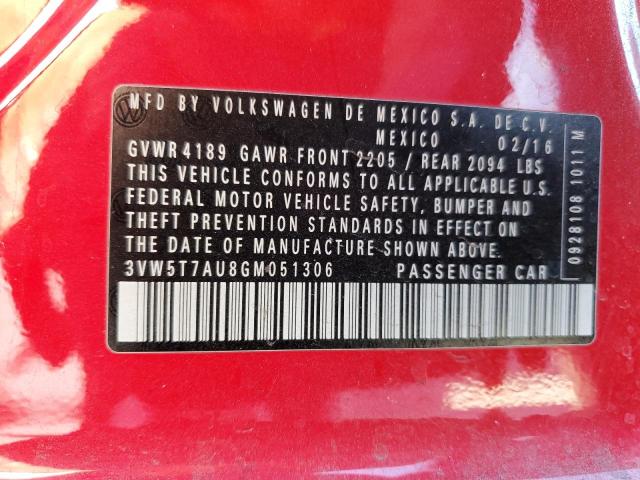 MFD BY VOLKSWAGEN DE MEXICO S.A. DE C.V.
MEXICO 02/16
GVWR 4189 GAWR FRONT 2205 / REAR 2094 LBS
THIS VEHICLE CONFORMS TO ALL APPLICABLE U.S.
FEDERAL MOTOR VEHICLE SAFETY, BUMPER AND
THEFT PREVENTION STANDARDS IN EFFECT ON
THE DATE OF MANUFACTURE SHOWN ABOVE.
3VW5T7AU8GM051306 PASSENGER CAR
0928108 1011 M